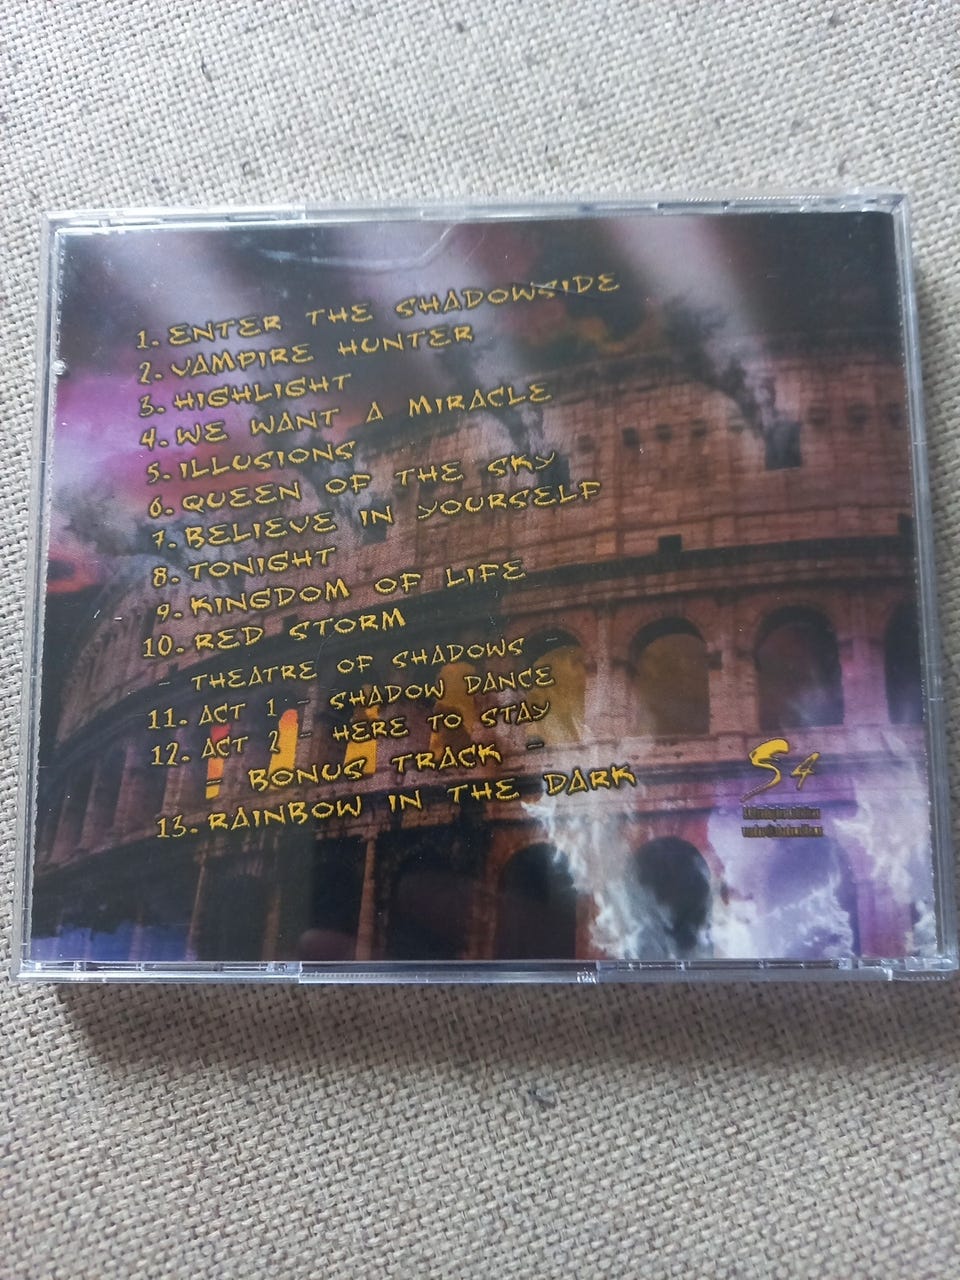 1. ENTER THE SHADOWSIDE
2. VAMPIRE HUNTER
3. HIGHLIGHT
4. WE WANT A MIRACLE
5. ILLUSIONS
6. QUEEN OF THE SKY
7. BELIEVE IN YOURSELF
8. TONIGHT
9. KINGDOM OF LIFE
10. RED STORM
- THEATRE OF SHADOWS -
11. ACT 1 - SHADOW DANCE
12. ACT 2 - HERE TO STAY
- BONUS TRACK -
13. RAINBOW IN THE DARK
S4